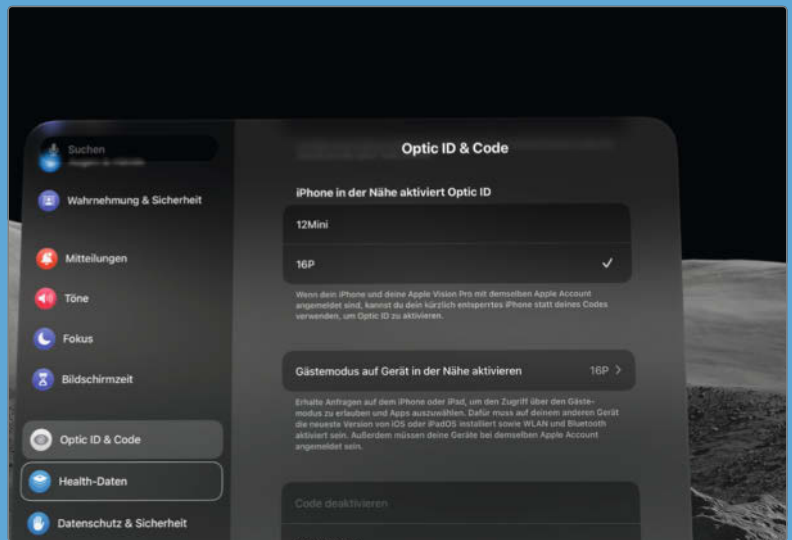 Suchen
Augen & Hände
Wahrnehmung & Sicherheit
Mitteilungen
Töne
Fokus
Bildschirmzeit
Optic ID & Code
Health-Daten
Datenschutz & Sicherheit
Optic ID & Code
iPhone in der Nähe aktiviert Optic ID
12Mini
16P
Wenn dein iPhone und deine Apple Vision Pro mit demselben Apple Account
angemeldet sind, kannst du dein kürzlich entsperrtes iPhone statt deines Codes
verwenden, um Optic ID zu aktivieren.
Gästemodus auf Gerät in der Nähe aktivieren 16P
Erhalte Anfragen auf dem iPhone oder iPad, um den Zugriff über den Gäste-
modus zu erlauben und Apps auszuwählen. Dafür muss auf deinem anderen Gerät
die neueste Version von iOS oder iPadOS installiert sowie WLAN und Bluetooth
aktiviert sein. Außerdem müssen deine Geräte bei demselben Apple Account
angemeldet sein.
Code deaktivieren